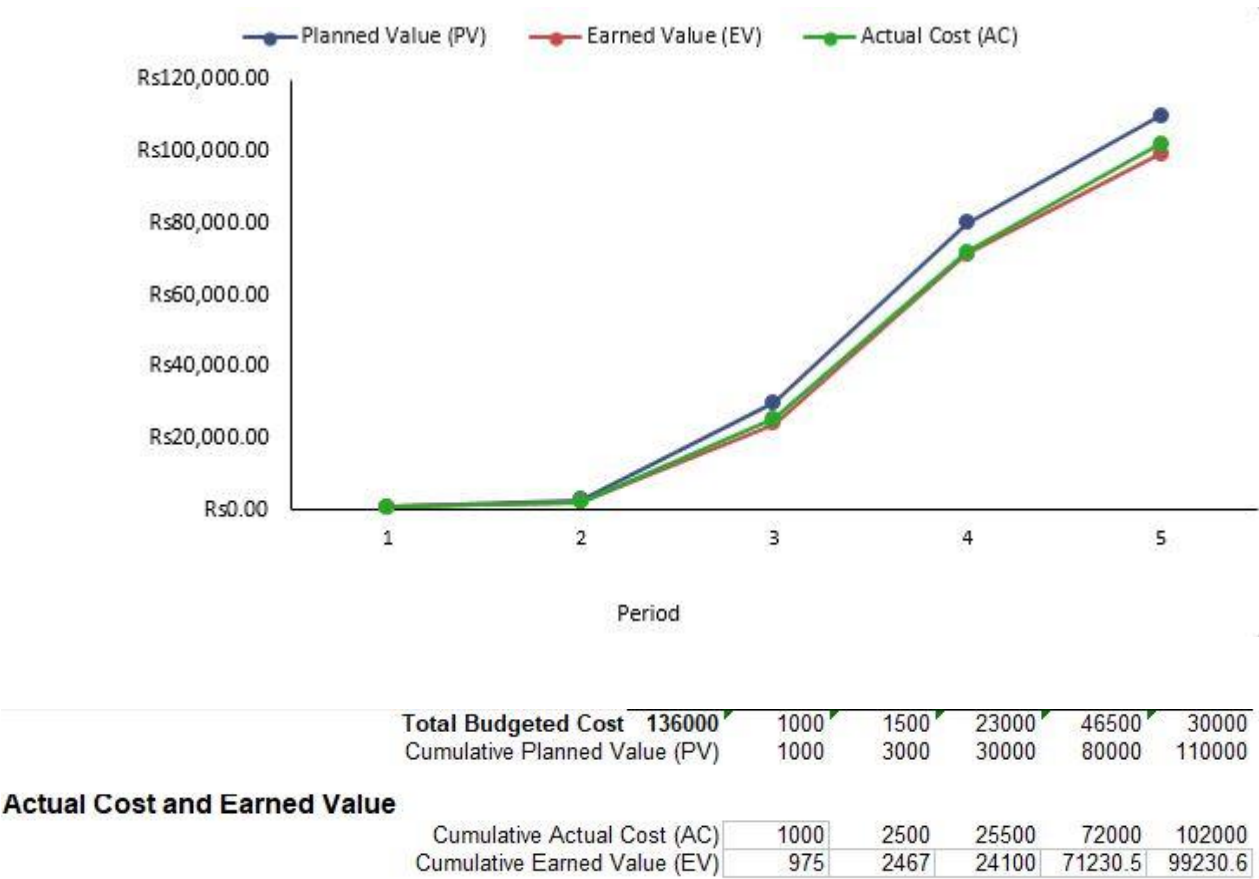 Planned Value (PV) Earned Value (EV) Actual Cost (AC)
Rs120,000.00
Rs100,000.00
Rs80,000.00
Rs60,000.00
Rs40,000.00
Rs20,000.00
Rs0.00
1 2 3 4 5
Period
Total Budgeted Cost 136000 1000 1500 23000 46500 30000
Cumulative Planned Value (PV) 1000 3000 30000 80000 110000
Actual Cost and Earned Value
Cumulative Actual Cost (AC) 1000 2500 25500 72000 102000
Cumulative Earned Value (EV) 975 2467 24100 71230.5 99230.6